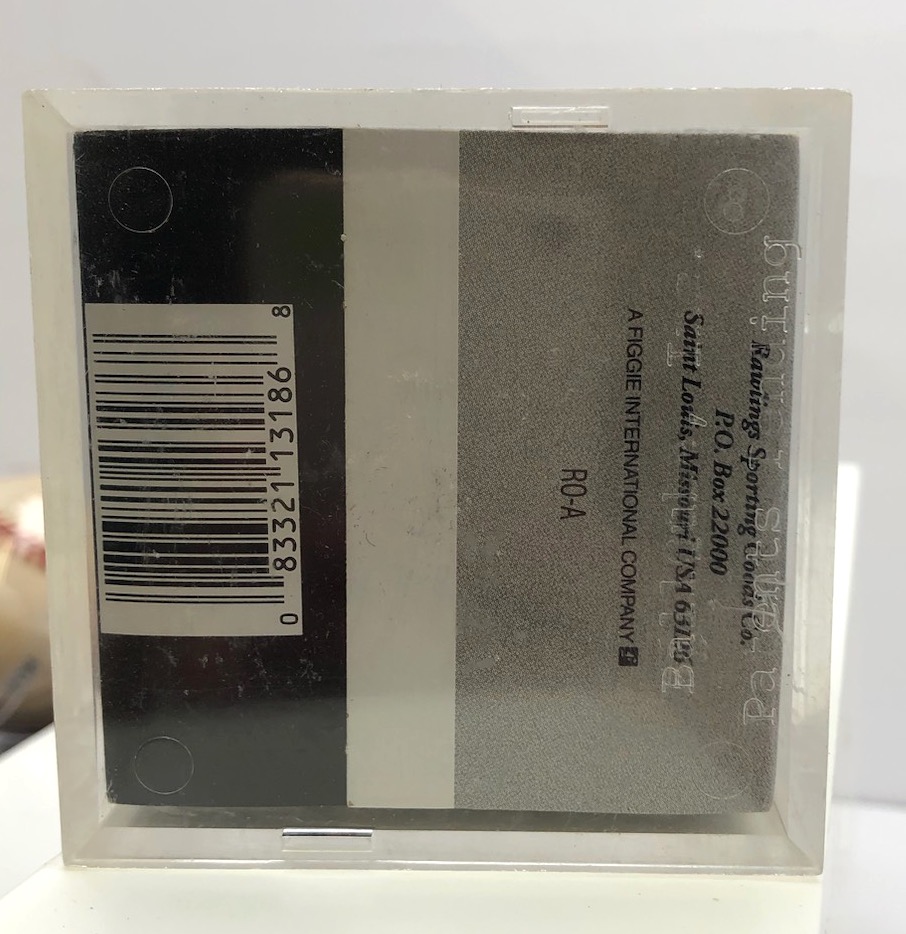 Rawlings Sporting Goods Co.
P.O. Box 22000
Saint Louis, Missouri USA 63126
A FIGGIE INTERNATIONAL COMPANY
RO-A
0 83321 13186 8